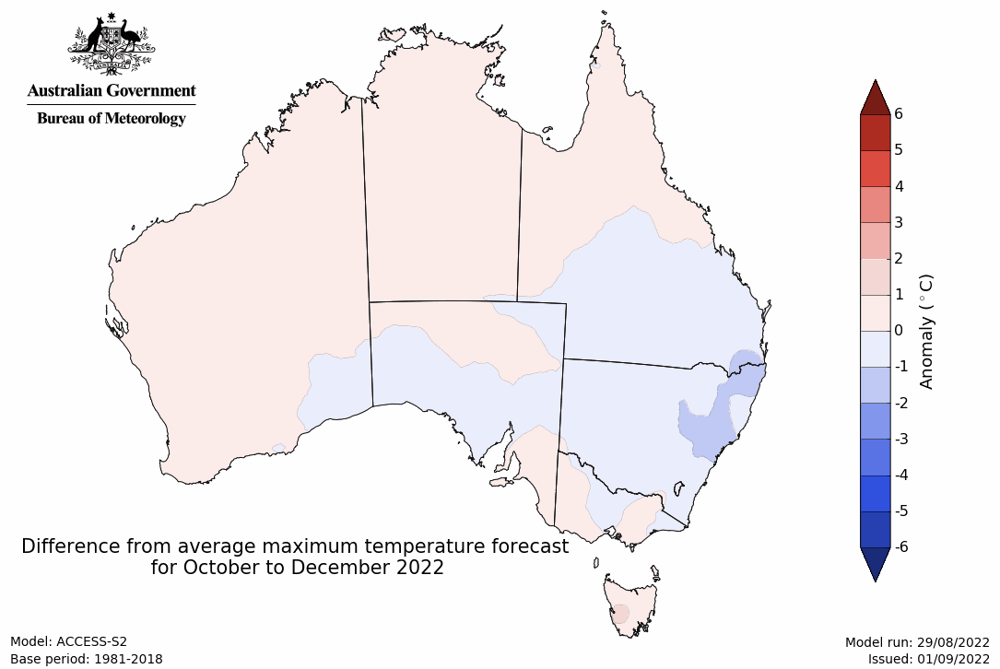 AUSTRALIA
Australian Government
Bureau of Meteorology
6
5
4
3
2
1
0
-1
-2
-3
-4
-5
-6
Anomaly (°C)
Difference from average maximum temperature forecast
for October to December 2022
Model: ACCESS-S2
Base period: 1981-2018
Model run: 29/08/2022
Issued: 01/09/2022